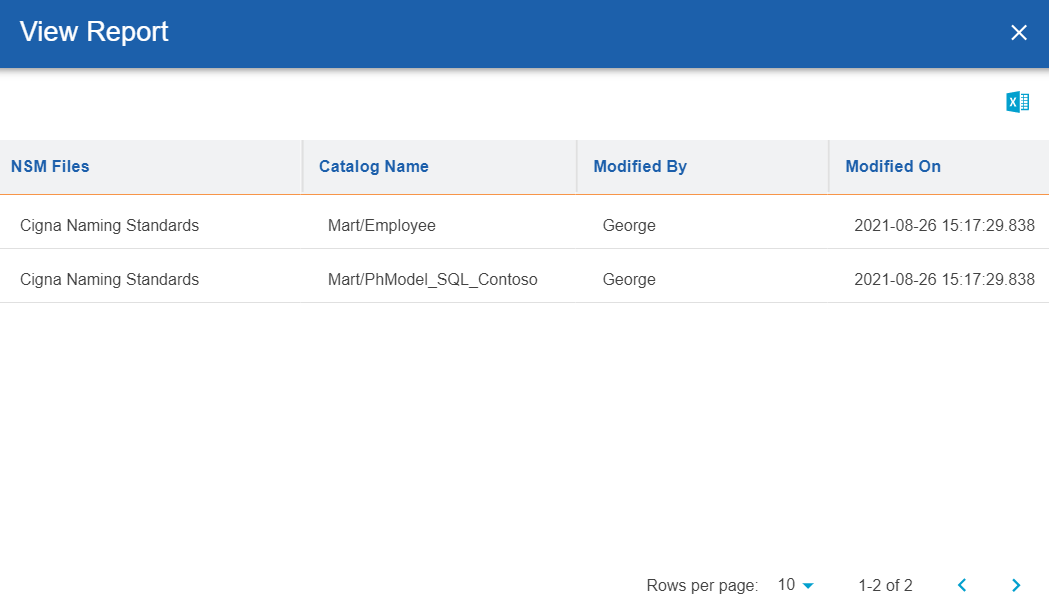 View Report
NSM Files Catalog Name Modified By Modified On
Cigna Naming Standards Mart/Employee George 2021-08-26 15:17:29.838
Cigna Naming Standards Mart/PhModel_SQL_Contoso George 2021-08-26 15:17:29.838
Rows per page: 10 1-2 of 2